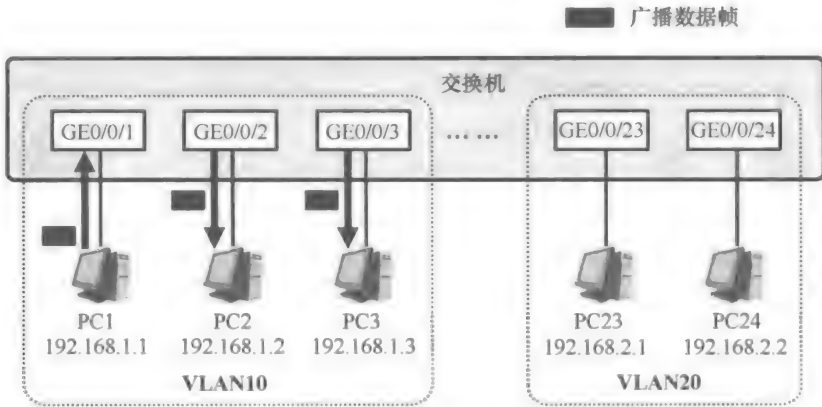 广播数据帧
交换机
GE0/0/1 GE0/0/2 GE0/0/3 …… GE0/0/23 GE0/0/24
PC1 PC2 PC3 PC23 PC24
192.168.1.1 192.168.1.2 192.168.1.3 192.168.2.1 192.168.2.2
VLAN10 VLAN20